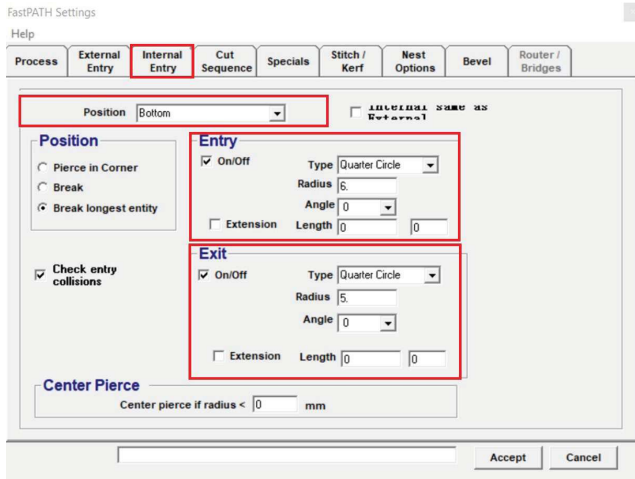 FastPATH Settings
Help
Process
External Entry
Internal Entry
Cut Sequence
Specials
Stitch / Kerf
Nest Options
Bevel
Router / Bridges
Position Bottom
Internal same as
External
Position
Pierce in Corner
Break
Break longest entity
Check entry
collisions
Entry
On/Off Type Quarter Circle
Radius 6.
Angle 0
Extension Length 0 0
Exit
On/Off Type Quarter Circle
Radius 5.
Angle 0
Extension Length 0 0
Center Pierce
Center pierce if radius < 0 mm
Accept Cancel